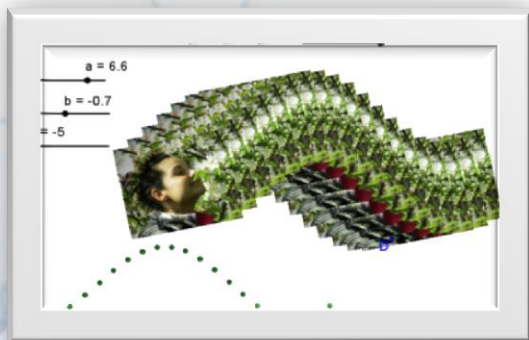 a = 6.6
b = -0.7
= -5